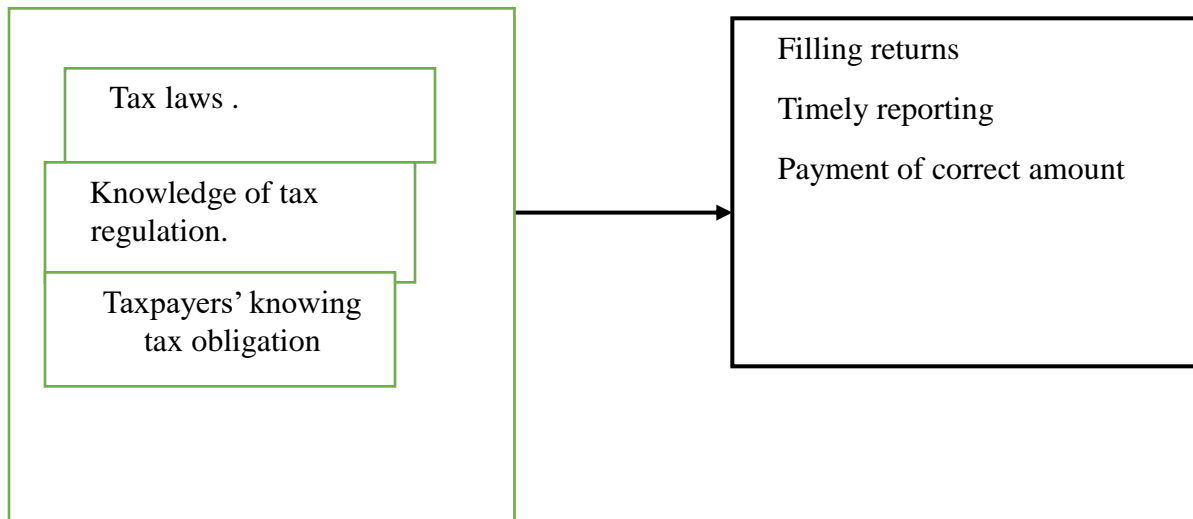 Tax laws .
Knowledge of tax
regulation.
Taxpayers’ knowing
tax obligation
Filling returns
Timely reporting
Payment of correct amount